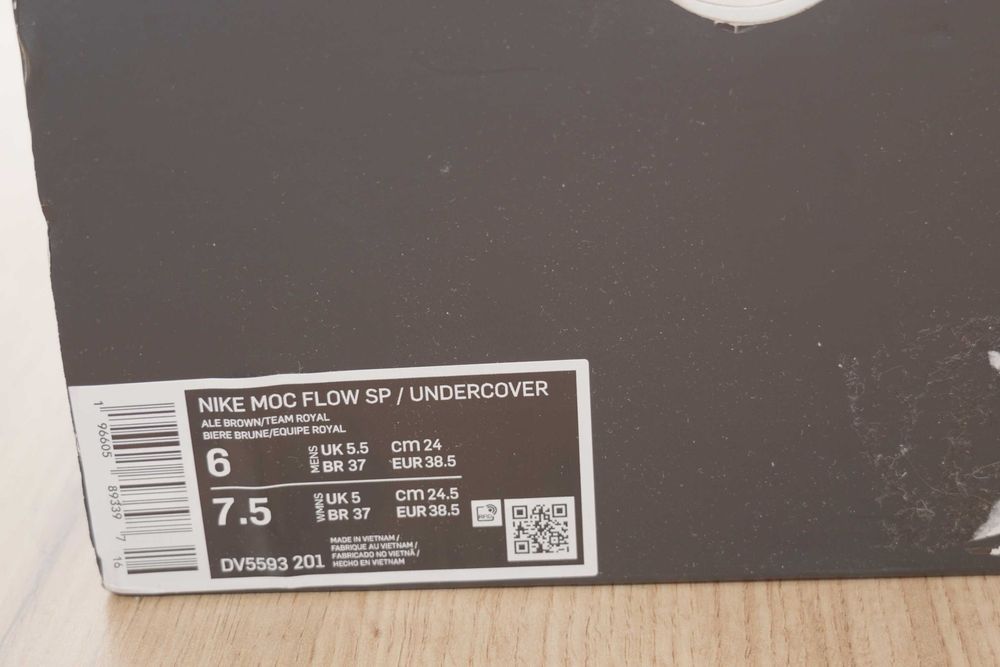 NIKE MOC FLOW SP / UNDERCOVER
ALE BROWN/TEAM ROYAL
BIERE BRUNE/EQUIPE ROYAL
6 MENS UK 5.5 CM 24
BR 37 EUR 38.5
7.5 WMNS UK 5 CM 24.5
BR 37 EUR 38.5
MADE IN VIETNAM /
FABRIQUE AU VIETNAM /
FABRICADO NO VIETNÃ /
HECHO EN VIETNAM
DV5593 201
RFID
1 96605 89339 7 16